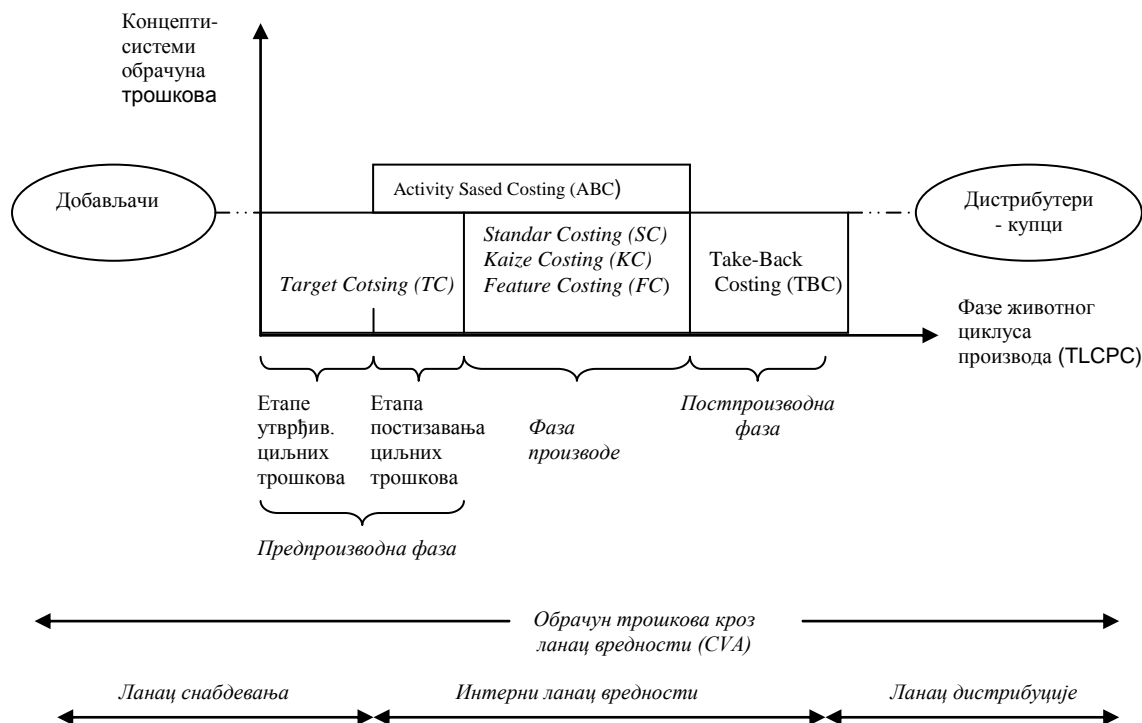 Концепти-
системи
обрачуна
трошкова
Activity Sased Costing (ABC)
Добављачи
Дистрибутери
- купци
Standar Costing (SC)
Kaize Costing (KC)
Feature Costing (FC)
Target Cotsing (TC)
Take-Back
Costing (TBC)
Фазе животног
циклуса
производа (TLCPC)
Етапе
утврђив.
циљних
трошкова
Етапа
постизавања
циљних
трошкова
Фаза
производе
Постпроизводна
фаза
Предпроизводна фаза
Обрачун трошкова кроз
ланац вредности (CVA)
Ланац снабдевања
Интерни ланац вредности
Ланац дистрибуције